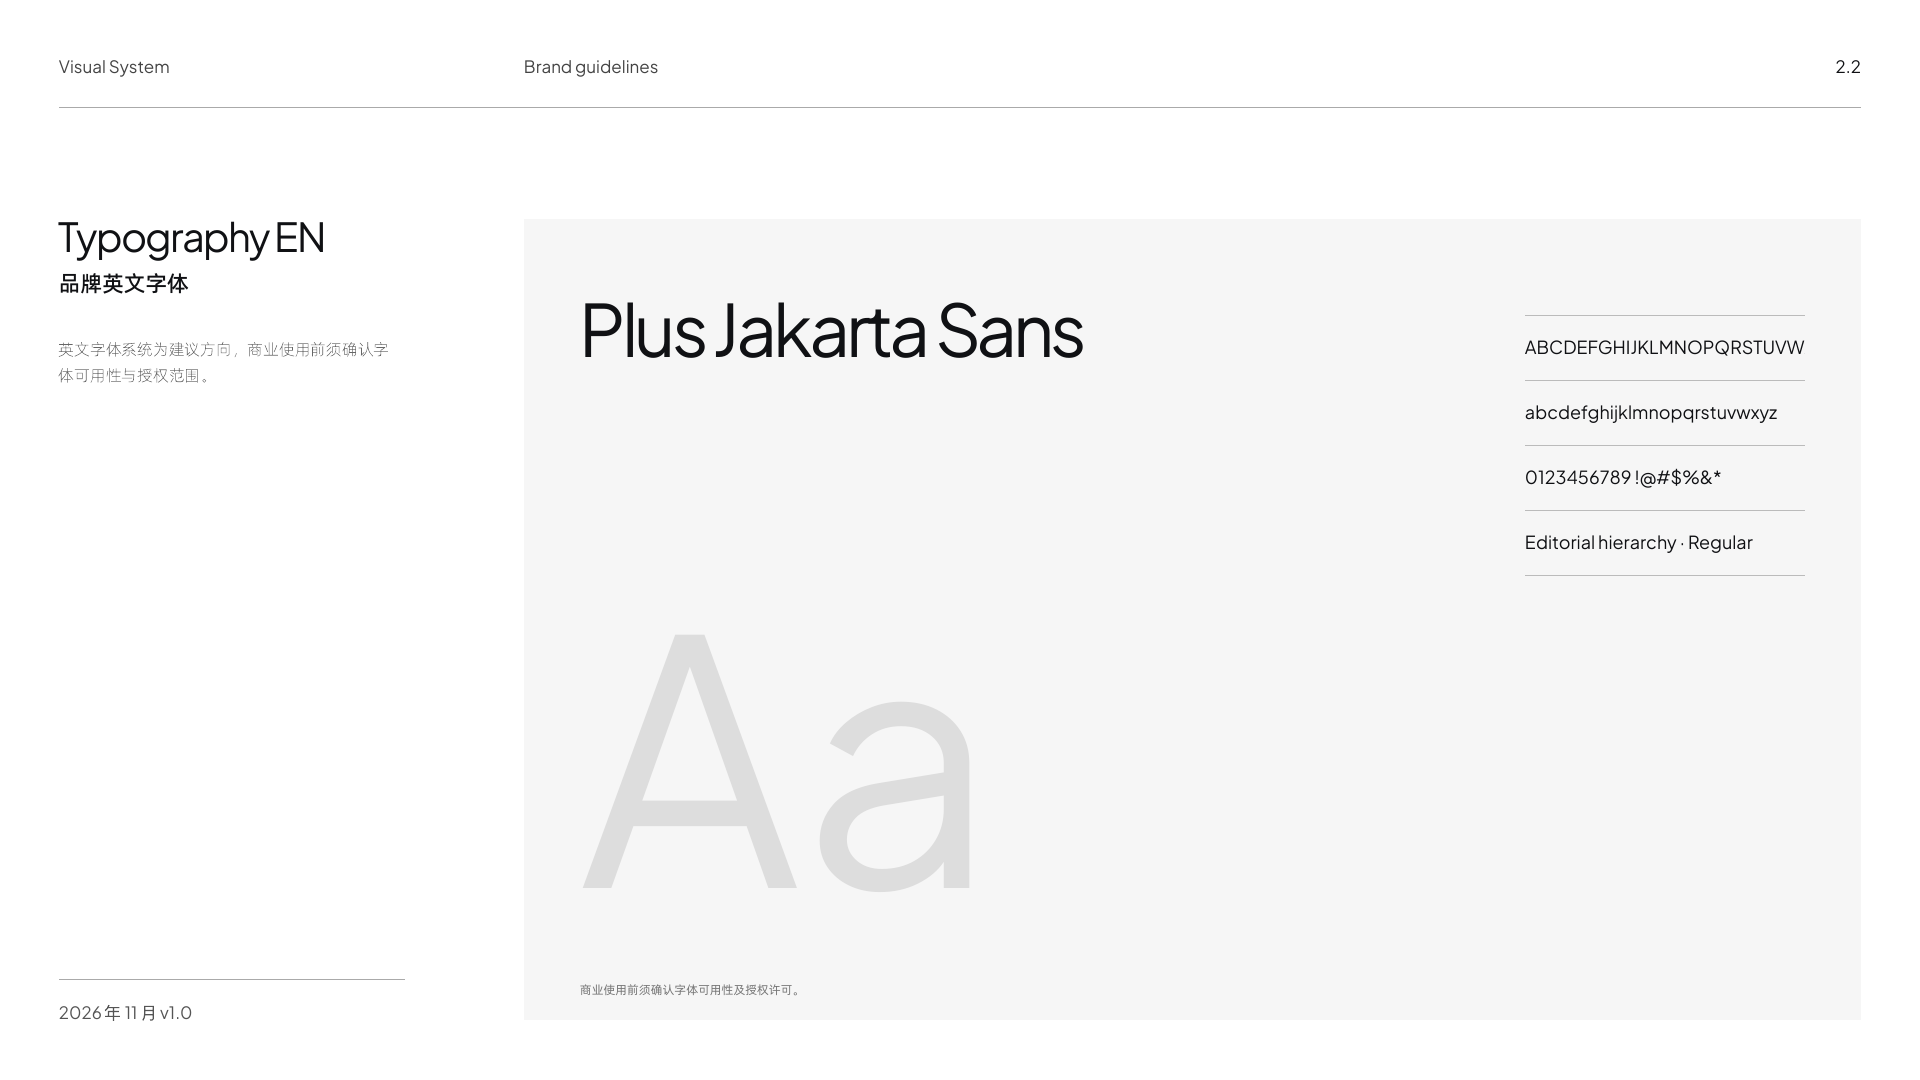 Visual System
Brand guidelines
2.2
Typography EN
品牌英文字体
英文字体系统为建议方向，商业使用前须确认字
体可用性与授权范围。
2026 年 11 月 v1.0
Plus Jakarta Sans
ABCDEFGHIJKLMNOPQRSTUVW
abcdefghijklmnopqrstuvwxyz
0123456789 !@#$%&*
Editorial hierarchy · Regular
Aa
商业使用前须确认字体可用性及授权许可。